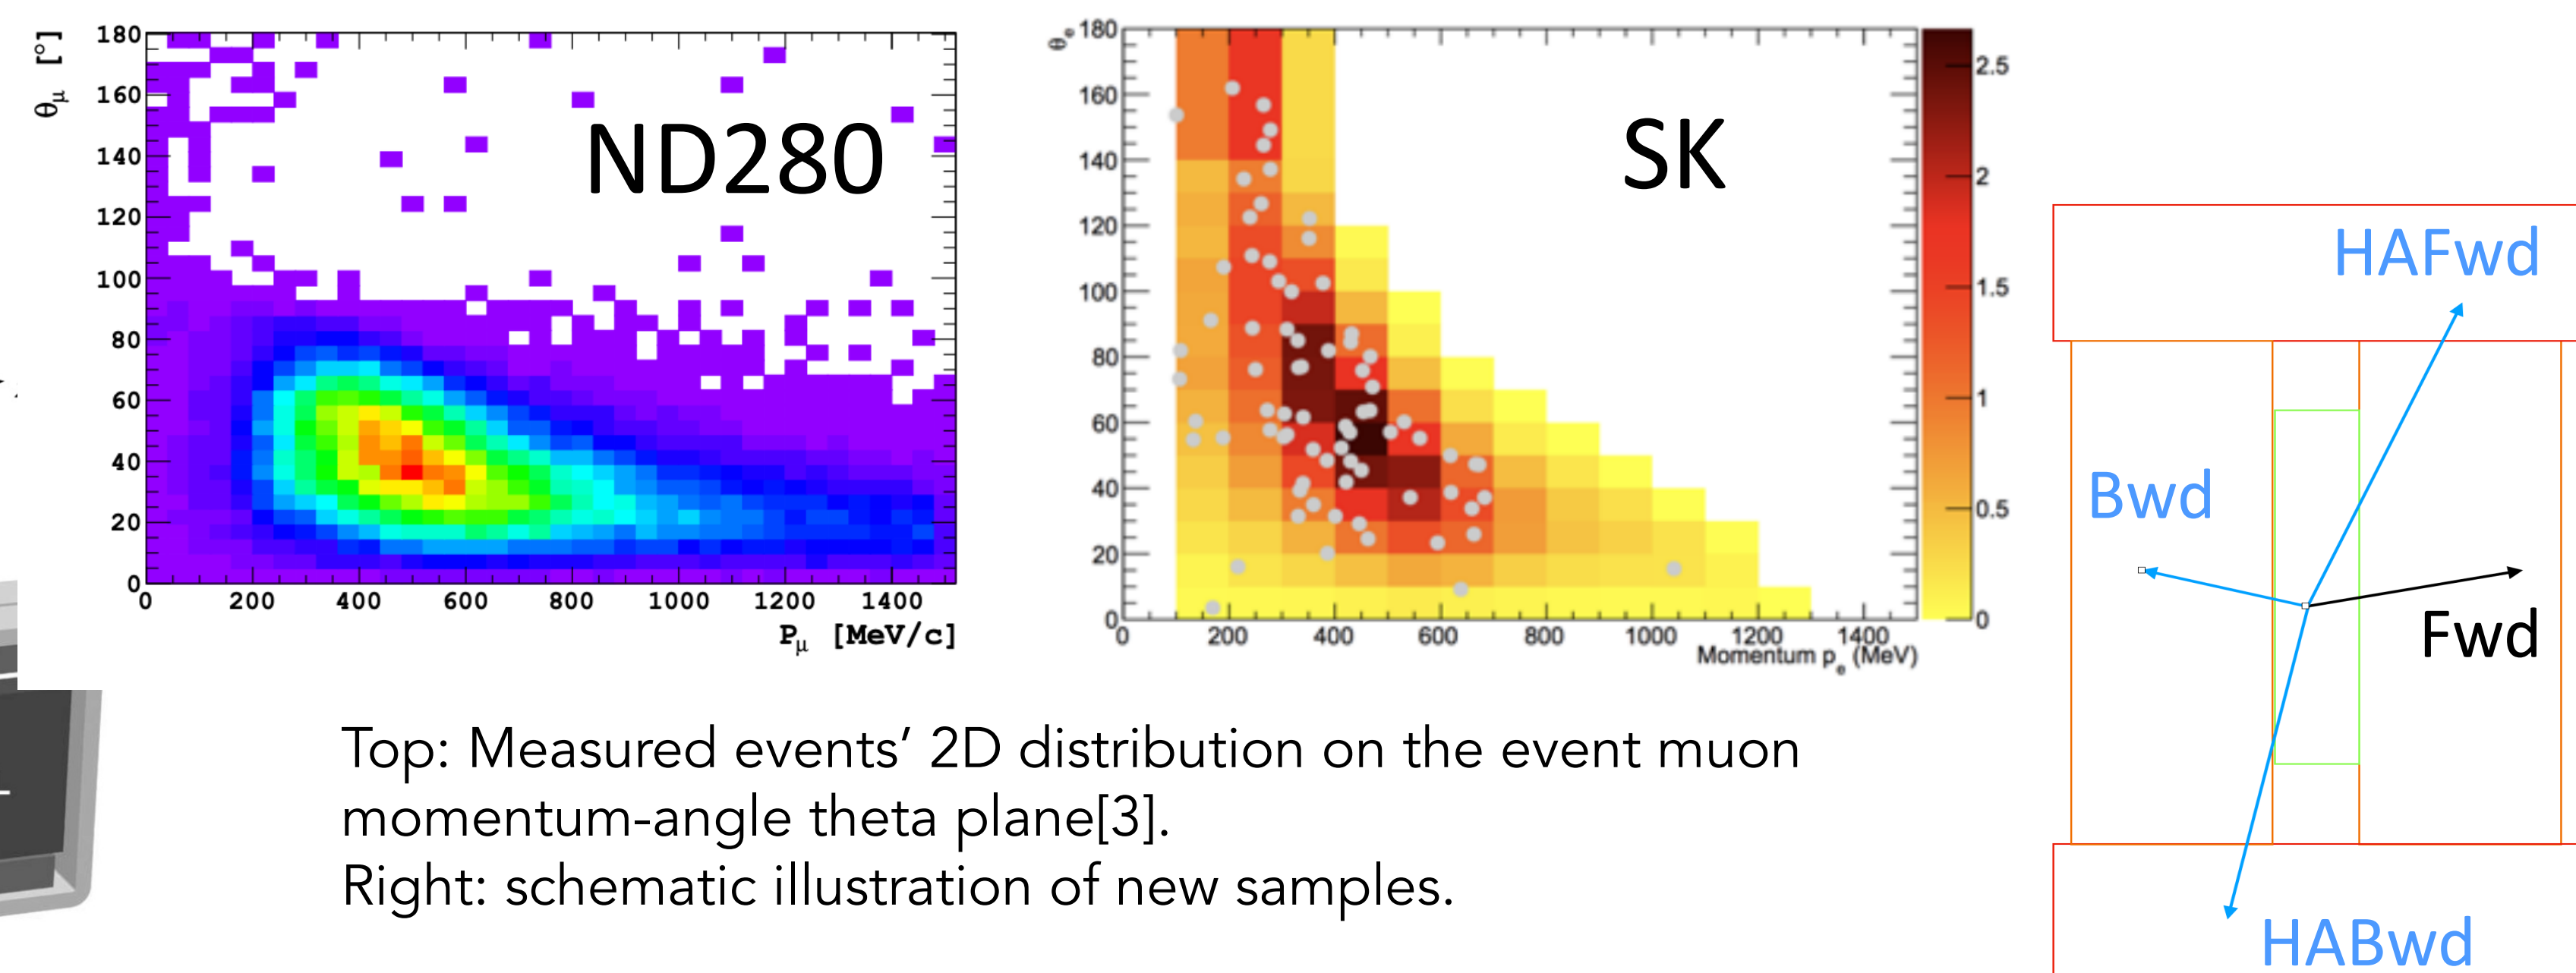 ND280
θμ [°]
180
160
140
120
100
80
60
40
20
0
0 200 400 600 800 1000 1200 1400
Pμ [MeV/c]
SK
θe
180
160
140
120
100
80
60
40
20
0
0 200 400 600 800 1000 1200 1400
Momentum pe (MeV)
2.5
2
1.5
1
0.5
0
HAFwd
Bwd
Fwd
HABwd
Top: Measured events’ 2D distribution on the event muon
momentum-angle theta plane[3].
Right: schematic illustration of new samples.